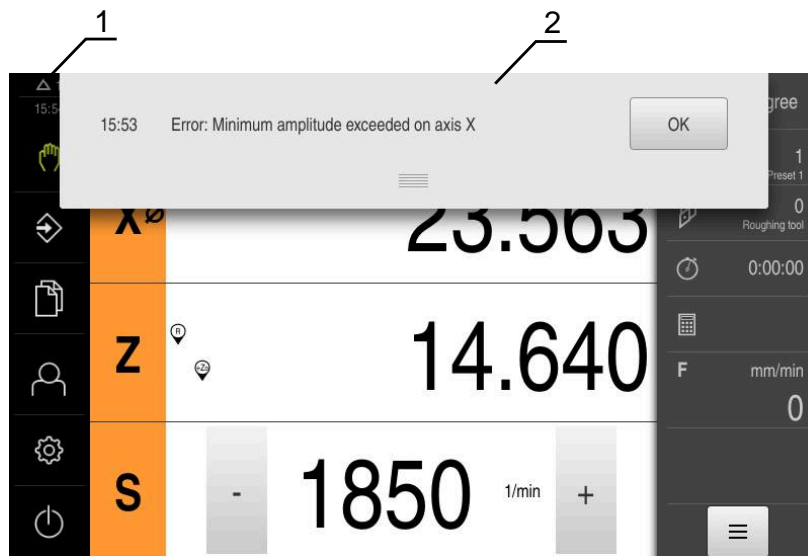 1
2
15:53 Error: Minimum amplitude exceeded on axis X OK
gree
1
Preset 1
X⌀ 23.563
0
Roughing tool
0:00:00
Z R 14.640
F mm/min
0
S - 1850 1/min +